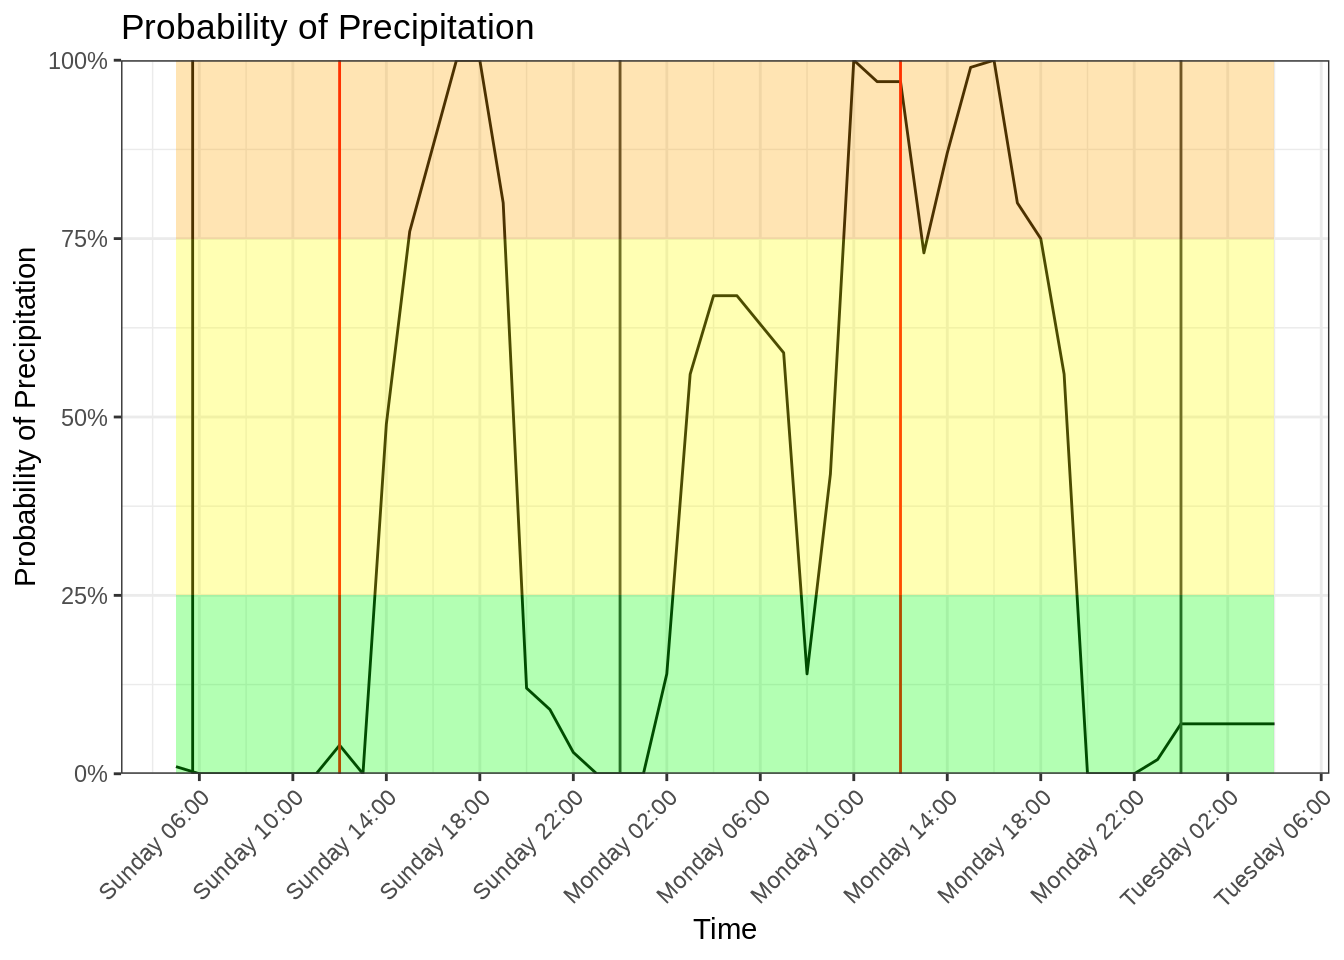 Probability of Precipitation
Probability of Precipitation
100%
75%
50%
25%
0%
Sunday 06:00
Sunday 10:00
Sunday 14:00
Sunday 18:00
Sunday 22:00
Monday 02:00
Monday 06:00
Monday 10:00
Monday 14:00
Monday 18:00
Monday 22:00
Tuesday 02:00
Tuesday 06:00
Time